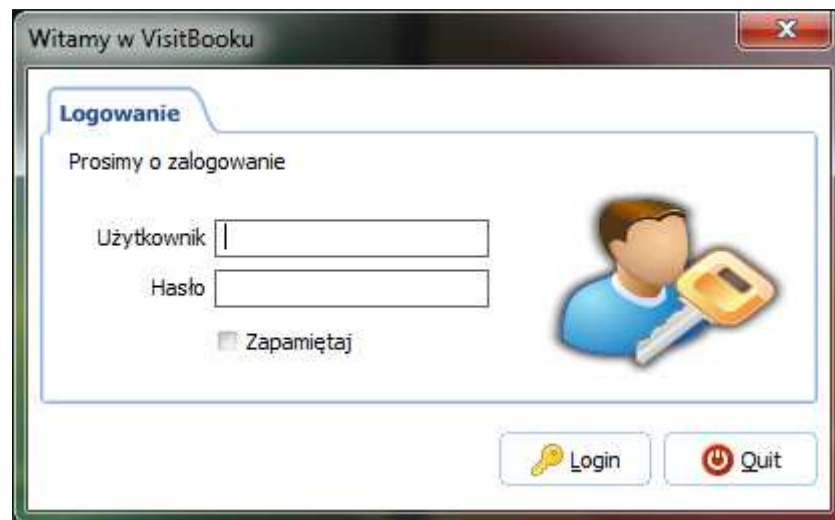 Witamy w VisitBooku
Logowanie
Prosimy o zalogowanie
Użytkownik
Hasło
Zapamiętaj
Login
Quit